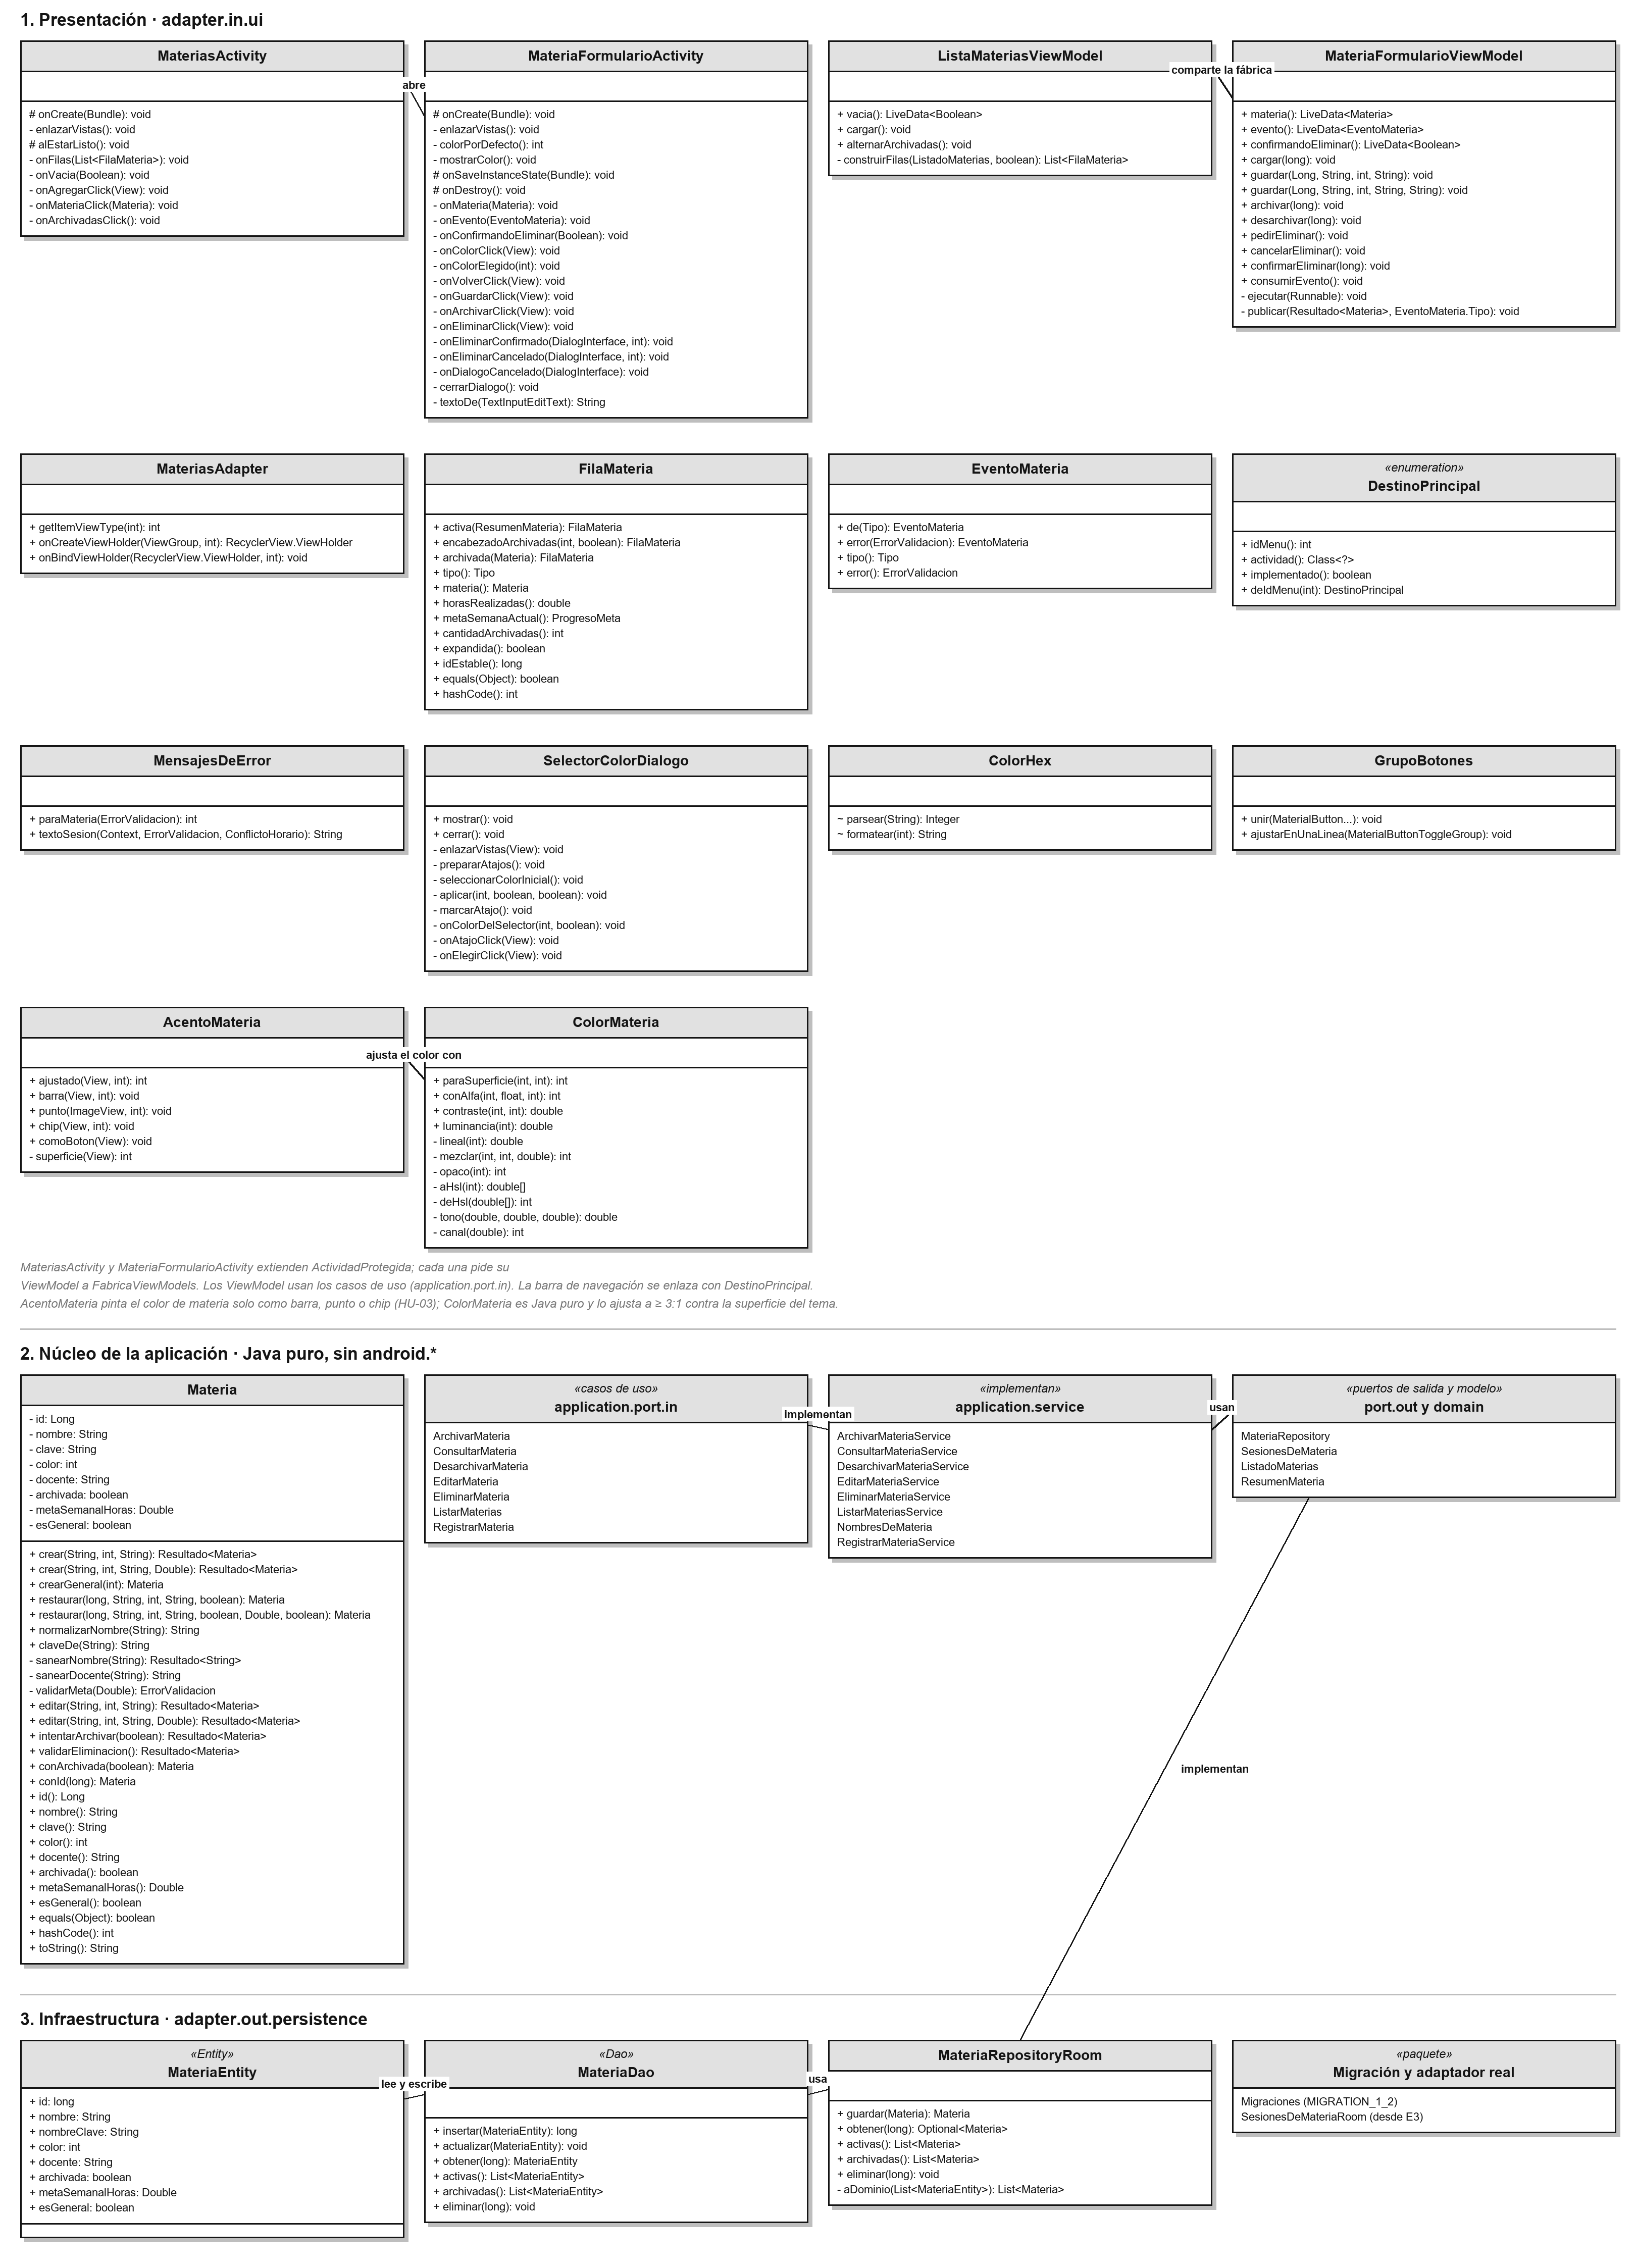 1. Presentación · adapter.in.ui
MateriasActivity
# onCreate(Bundle): void
- enlazarVistas(): void
# alEstarListo(): void
- onFilas(List<FilaMateria>): void
- onVacia(Boolean): void
- onAgregarClick(View): void
- onMateriaClick(Materia): void
- onArchivadasClick(): void
abre
MateriaFormularioActivity
# onCreate(Bundle): void
- enlazarVistas(): void
- colorPorDefecto(): int
- mostrarColor(): void
# onSaveInstanceState(Bundle): void
# onDestroy(): void
- onMateria(Materia): void
- onEvento(EventoMateria): void
- onConfirmandoEliminar(Boolean): void
- onColorClick(View): void
- onColorElegido(int): void
- onVolverClick(View): void
- onGuardarClick(View): void
- onArchivarClick(View): void
- onEliminarClick(View): void
- onEliminarConfirmado(DialogInterface, int): void
- onEliminarCancelado(DialogInterface, int): void
- onDialogoCancelado(DialogInterface): void
- cerrarDialogo(): void
- textoDe(TextInputEditText): String
ListaMateriasViewModel
+ vacia(): LiveData<Boolean>
+ cargar(): void
+ alternarArchivadas(): void
- construirFilas(ListadoMaterias, boolean): List<FilaMateria>
comparte la fábrica
MateriaFormularioViewModel
+ materia(): LiveData<Materia>
+ evento(): LiveData<EventoMateria>
+ confirmandoEliminar(): LiveData<Boolean>
+ cargar(long): void
+ guardar(Long, String, int, String): void
+ guardar(Long, String, int, String, String): void
+ archivar(long): void
+ desarchivar(long): void
+ pedirEliminar(): void
+ cancelarEliminar(): void
+ confirmarEliminar(long): void
+ consumirEvento(): void
- ejecutar(Runnable): void
- publicar(Resultado<Materia>, EventoMateria.Tipo): void
MateriasAdapter
+ getItemViewType(int): int
+ onCreateViewHolder(ViewGroup, int): RecyclerView.ViewHolder
+ onBindViewHolder(RecyclerView.ViewHolder, int): void
FilaMateria
+ activa(ResumenMateria): FilaMateria
+ encabezadoArchivadas(int, boolean): FilaMateria
+ archivada(Materia): FilaMateria
+ tipo(): Tipo
+ materia(): Materia
+ horasRealizadas(): double
+ metaSemanaActual(): ProgresoMeta
+ cantidadArchivadas(): int
+ expandida(): boolean
+ idEstable(): long
+ equals(Object): boolean
+ hashCode(): int
EventoMateria
+ de(Tipo): EventoMateria
+ error(ErrorValidacion): EventoMateria
+ tipo(): Tipo
+ error(): ErrorValidacion
«enumeration»
DestinoPrincipal
+ idMenu(): int
+ actividad(): Class<?>
+ implementado(): boolean
+ deIdMenu(int): DestinoPrincipal
MensajesDeError
+ paraMateria(ErrorValidacion): int
+ textoSesion(Context, ErrorValidacion, ConflictoHorario): String
SelectorColorDialogo
+ mostrar(): void
+ cerrar(): void
- enlazarVistas(View): void
- prepararAtajos(): void
- seleccionarColorInicial(): void
- aplicar(int, boolean, boolean): void
- marcarAtajo(): void
- onColorDelSelector(int, boolean): void
- onAtajoClick(View): void
- onElegirClick(View): void
ColorHex
~ parsear(String): Integer
~ formatear(int): String
GrupoBotones
+ unir(MaterialButton...): void
+ ajustarEnUnaLinea(MaterialButtonToggleGroup): void
AcentoMateria
+ ajustado(View, int): int
+ barra(View, int): void
+ punto(ImageView, int): void
+ chip(View, int): void
+ comoBoton(View): void
- superficie(View): int
ajusta el color con
ColorMateria
+ paraSuperficie(int, int): int
+ conAlfa(int, float, int): int
+ contraste(int, int): double
+ luminancia(int): double
- lineal(int): double
- mezclar(int, int, double): int
- opaco(int): int
- aHsl(int): double[]
- deHsl(double[]): int
- tono(double, double, double): double
- canal(double): int
MateriasActivity y MateriaFormularioActivity extienden ActividadProtegida; cada una pide su
ViewModel a FabricaViewModels. Los ViewModel usan los casos de uso (application.port.in). La barra de navegación se enlaza con DestinoPrincipal.
AcentoMateria pinta el color de materia solo como barra, punto o chip (HU-03); ColorMateria es Java puro y lo ajusta a ≥ 3:1 contra la superficie del tema.
2. Núcleo de la aplicación · Java puro, sin android.*
Materia
- id: Long
- nombre: String
- clave: String
- color: int
- docente: String
- archivada: boolean
- metaSemanalHoras: Double
- esGeneral: boolean
+ crear(String, int, String): Resultado<Materia>
+ crear(String, int, String, Double): Resultado<Materia>
+ crearGeneral(int): Materia
+ restaurar(long, String, int, String, boolean): Materia
+ restaurar(long, String, int, String, boolean, Double, boolean): Materia
+ normalizarNombre(String): String
+ claveDe(String): String
- sanearNombre(String): Resultado<String>
- sanearDocente(String): String
- validarMeta(Double): ErrorValidacion
+ editar(String, int, String): Resultado<Materia>
+ editar(String, int, String, Double): Resultado<Materia>
+ intentarArchivar(boolean): Resultado<Materia>
+ validarEliminacion(): Resultado<Materia>
+ conArchivada(boolean): Materia
+ conId(long): Materia
+ id(): Long
+ nombre(): String
+ clave(): String
+ color(): int
+ docente(): String
+ archivada(): boolean
+ metaSemanalHoras(): Double
+ esGeneral(): boolean
+ equals(Object): boolean
+ hashCode(): int
+ toString(): String
«casos de uso»
application.port.in
ArchivarMateria
ConsultarMateria
DesarchivarMateria
EditarMateria
EliminarMateria
ListarMaterias
RegistrarMateria
implementan
«implementan»
application.service
ArchivarMateriaService
ConsultarMateriaService
DesarchivarMateriaService
EditarMateriaService
EliminarMateriaService
ListarMateriasService
NombresDeMateria
RegistrarMateriaService
usan
«puertos de salida y modelo»
port.out y domain
MateriaRepository
SesionesDeMateria
ListadoMaterias
ResumenMateria
implementan
3. Infraestructura · adapter.out.persistence
«Entity»
MateriaEntity
+ id: long
+ nombre: String
+ nombreClave: String
+ color: int
+ docente: String
+ archivada: boolean
+ metaSemanalHoras: Double
+ esGeneral: boolean
lee y escribe
«Dao»
MateriaDao
+ insertar(MateriaEntity): long
+ actualizar(MateriaEntity): void
+ obtener(long): MateriaEntity
+ activas(): List<MateriaEntity>
+ archivadas(): List<MateriaEntity>
+ eliminar(long): void
usa
MateriaRepositoryRoom
+ guardar(Materia): Materia
+ obtener(long): Optional<Materia>
+ activas(): List<Materia>
+ archivadas(): List<Materia>
+ eliminar(long): void
- aDominio(List<MateriaEntity>): List<Materia>
«paquete»
Migración y adaptador real
Migraciones (MIGRATION_1_2)
SesionesDeMateriaRoom (desde E3)